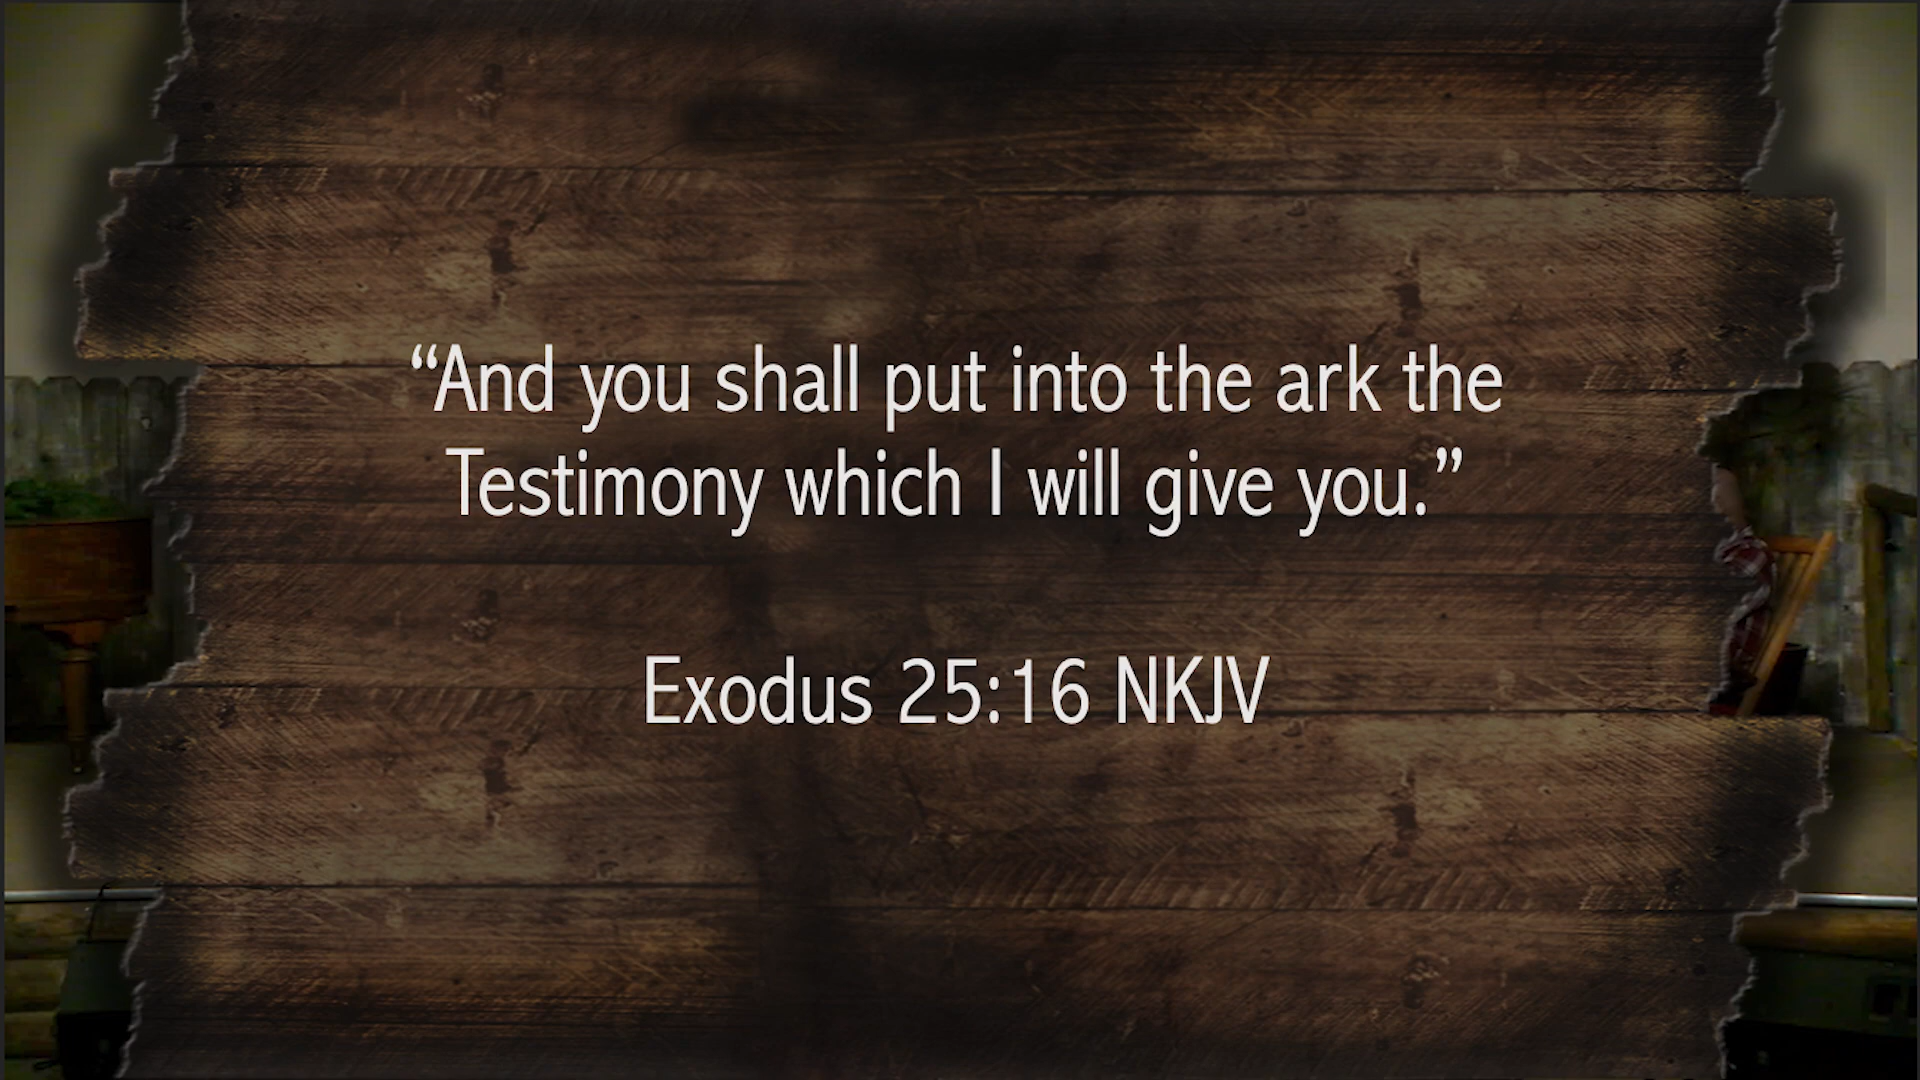 “And you shall put into the ark the
Testimony which I will give you.”
Exodus 25:16 NKJV